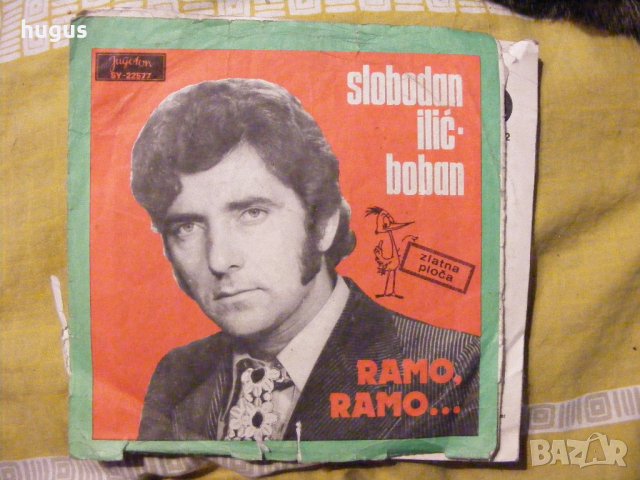 hugus
Jugoton
SY-22577
slobodan
ilić-
boban
zlatna
ploča
RAMO,
RAMO...
BAZAR